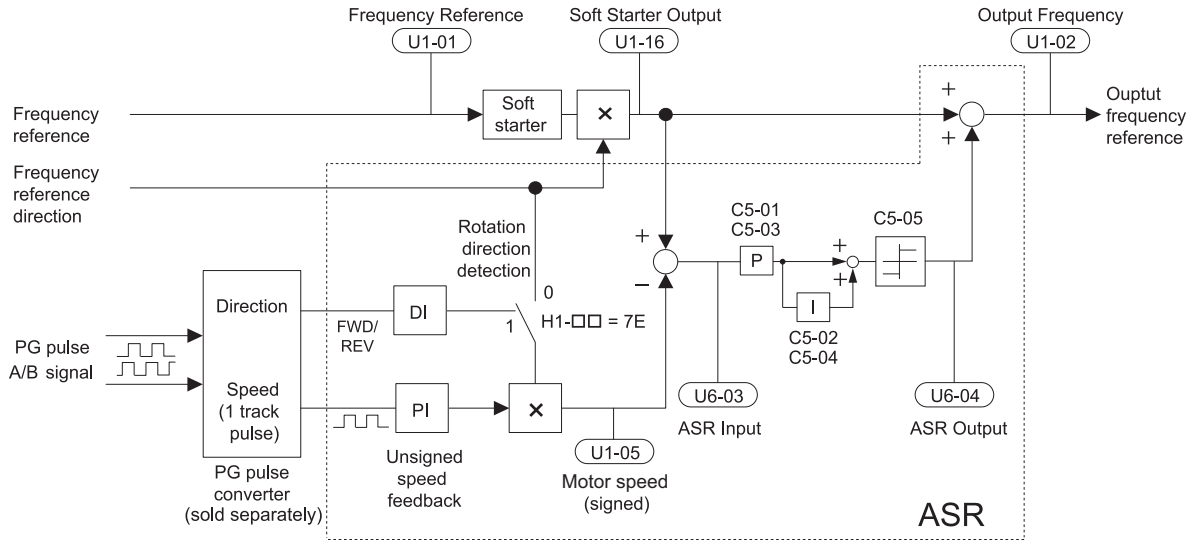 Frequency Reference
U1-01
Soft Starter Output
U1-16
Output Frequency
U1-02
Frequency
reference
Soft
starter
×
+
+
Ouptut
frequency
reference
Frequency
reference
direction
Rotation
direction
detection
+
−
C5-01
C5-03
P
+
+
C5-05
I
C5-02
C5-04
0
1
H1-□□ = 7E
PG pulse
A/B signal
Direction
Speed
(1 track
pulse)
PG pulse
converter
(sold separately)
FWD/
REV
DI
PI
×
Unsigned
speed
feedback
U1-05
Motor speed
(signed)
U6-03
ASR Input
U6-04
ASR Output
ASR